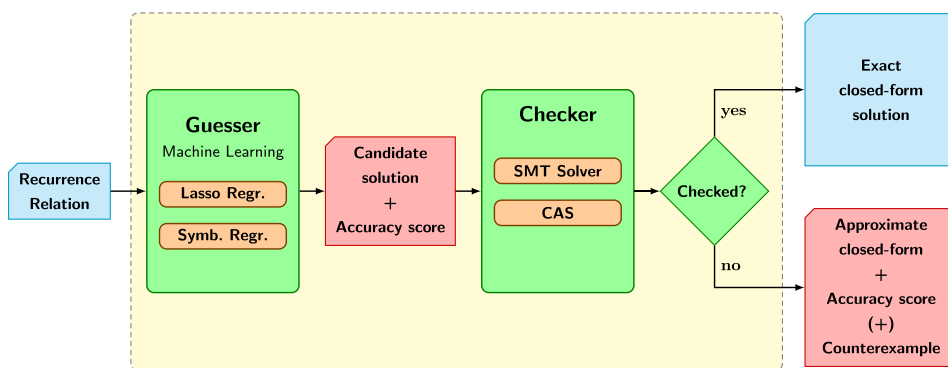 Recurrence
Relation
Guesser
Machine Learning
Lasso Regr.
Symb. Regr.
Candidate
solution
+
Accuracy score
Checker
SMT Solver
CAS
Checked?
yes
no
Exact
closed-form
solution
Approximate
closed-form
+
Accuracy score
(+)
Counterexample